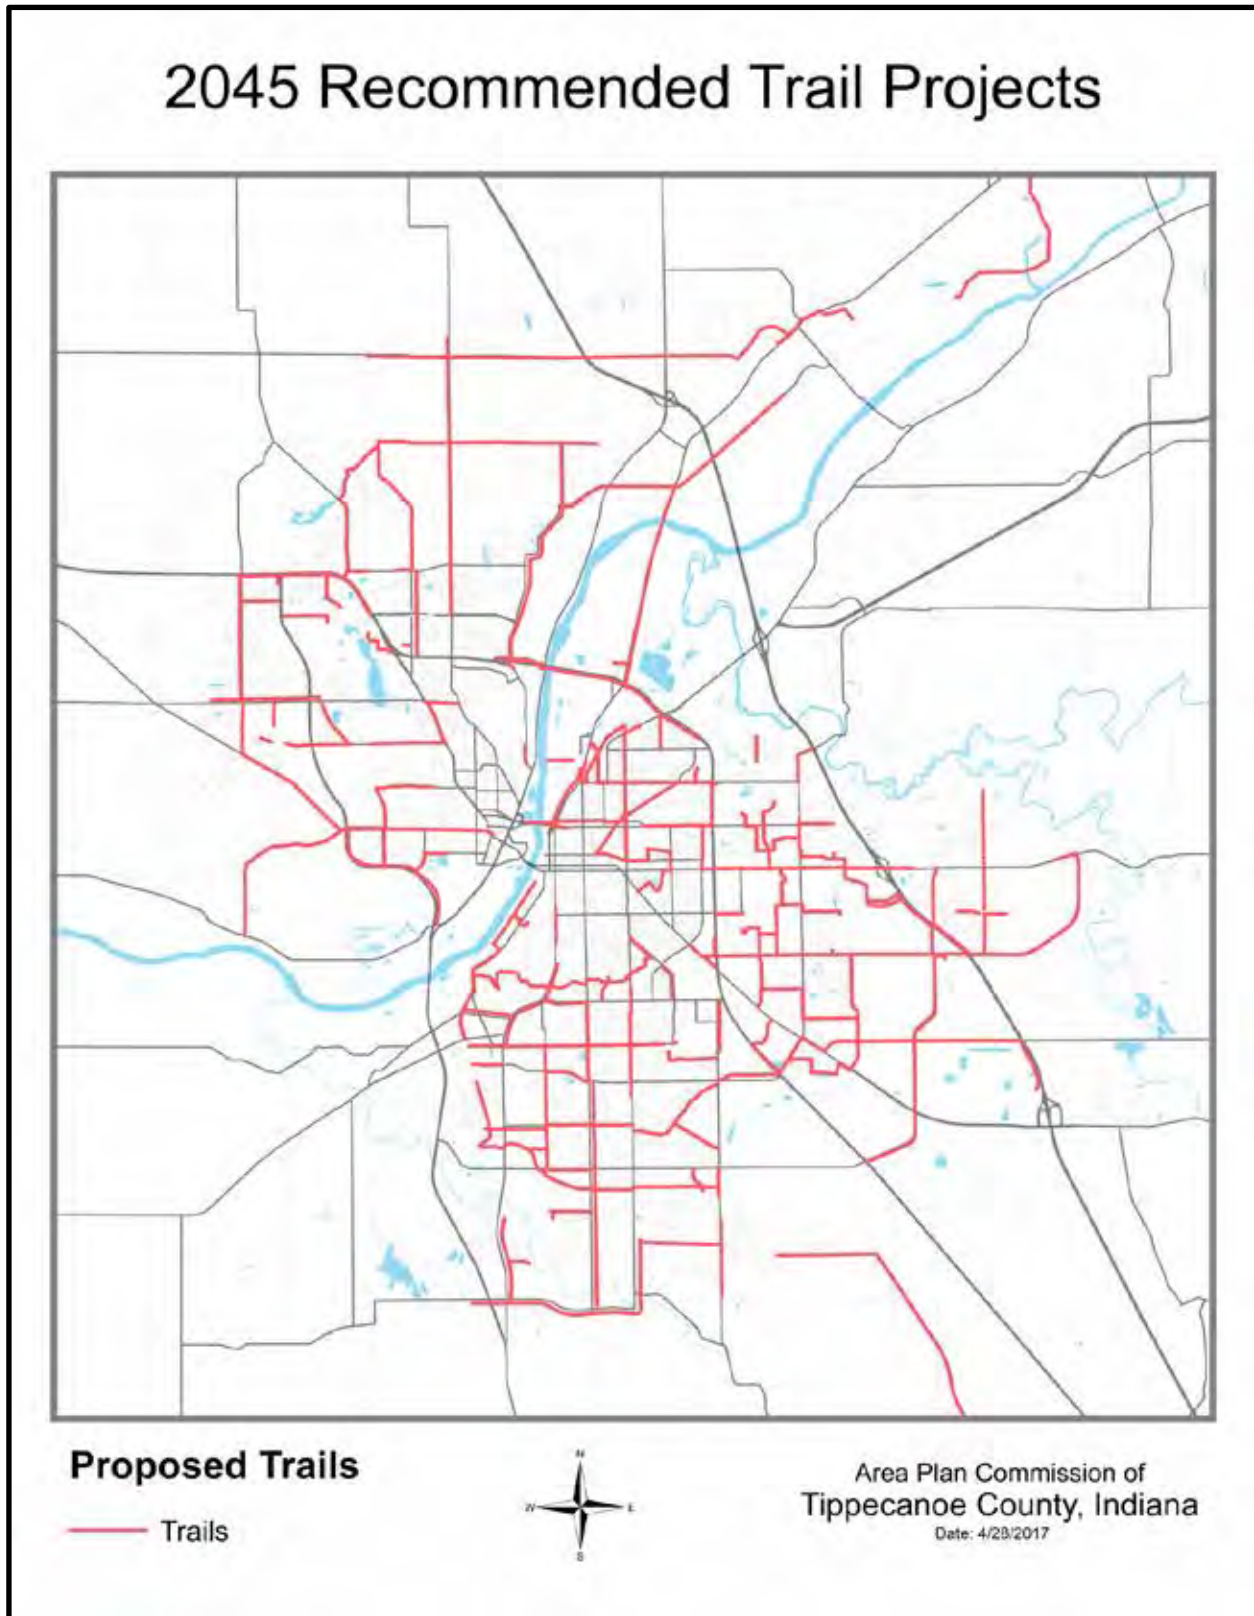 2045 Recommended Trail Projects
Proposed Trails
Trails
N
W
E
S
Area Plan Commission of
Tippecanoe County, Indiana
Date: 4/28/2017